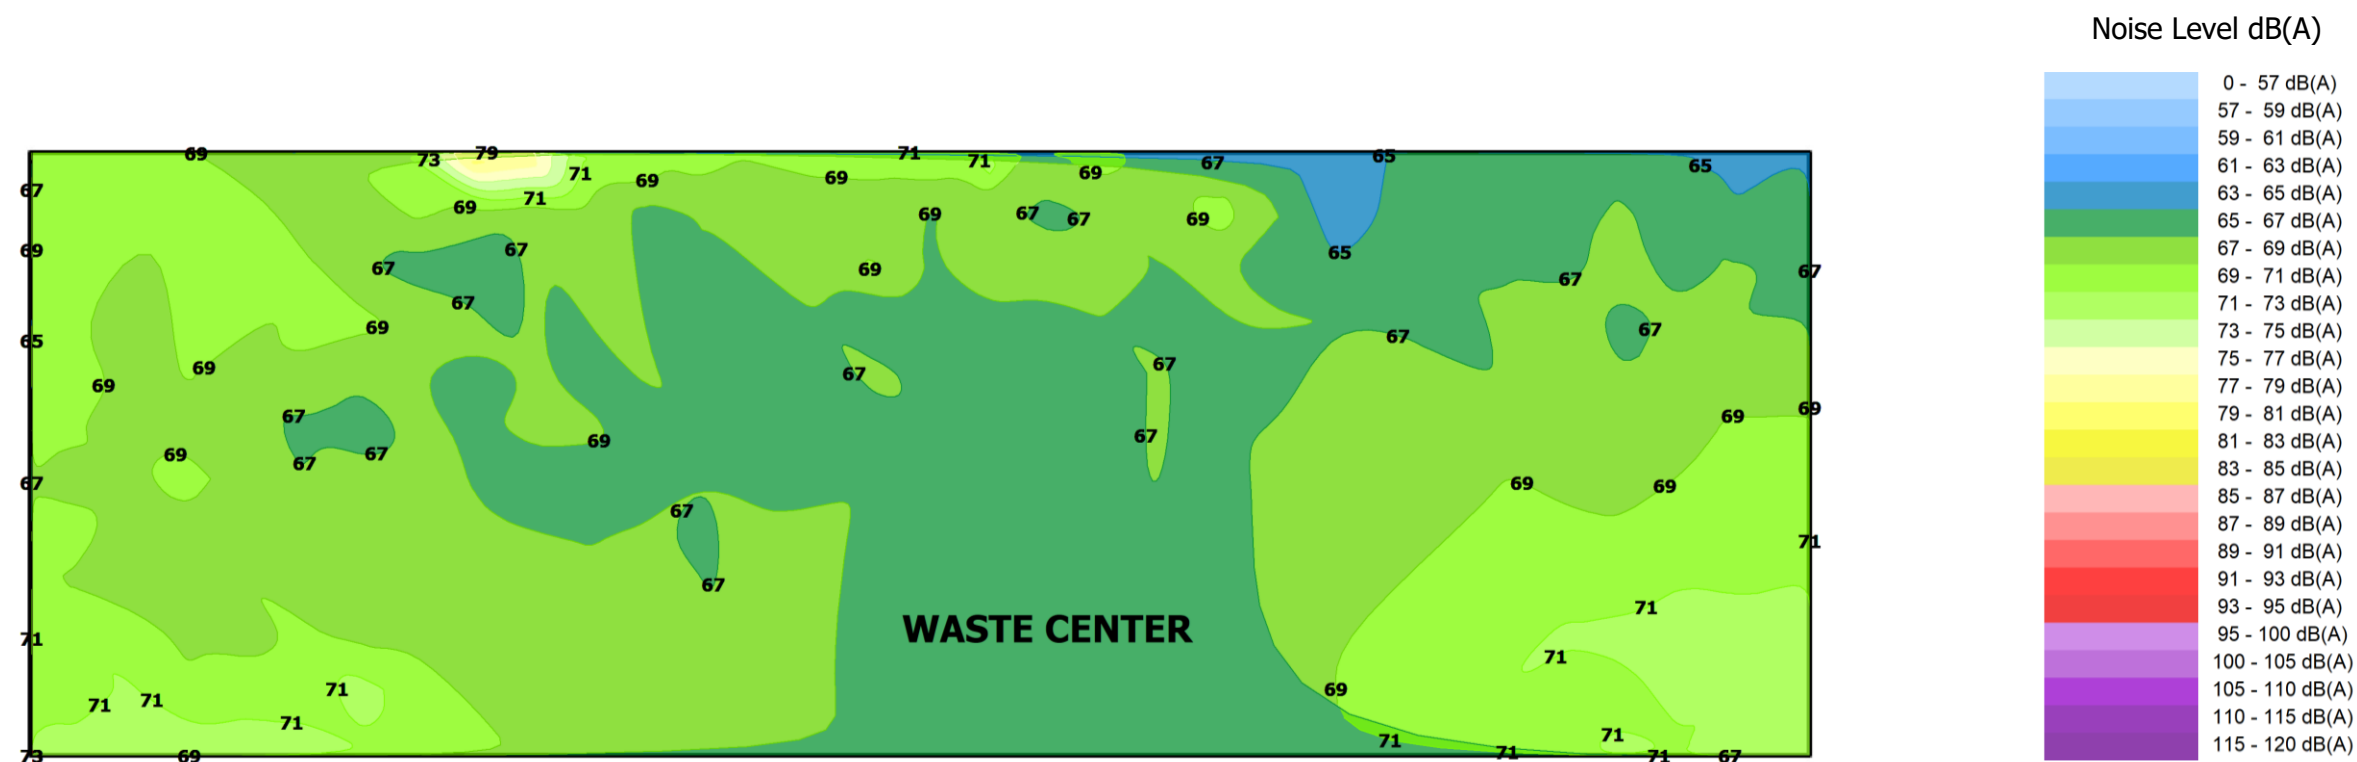 Noise Level dB(A)
0 - 57 dB(A)
57 - 59 dB(A)
59 - 61 dB(A)
61 - 63 dB(A)
63 - 65 dB(A)
65 - 67 dB(A)
67 - 69 dB(A)
69 - 71 dB(A)
71 - 73 dB(A)
73 - 75 dB(A)
75 - 77 dB(A)
77 - 79 dB(A)
79 - 81 dB(A)
81 - 83 dB(A)
83 - 85 dB(A)
85 - 87 dB(A)
87 - 89 dB(A)
89 - 91 dB(A)
91 - 93 dB(A)
93 - 95 dB(A)
95 - 100 dB(A)
100 - 105 dB(A)
105 - 110 dB(A)
110 - 115 dB(A)
115 - 120 dB(A)
69 73 79 71 71 65
67 71 69 69 69 67 65
69 71 69 67 67 69
69 67 67 69 65 67
67 67 67
65 69 67 67
69 69 67 67
67 69 69 69
69 67 67 69 67
67 67 69 69
67 71
71 WASTE CENTER 71
71 71 71 71 69
71 71 71
73 69 71 71 67